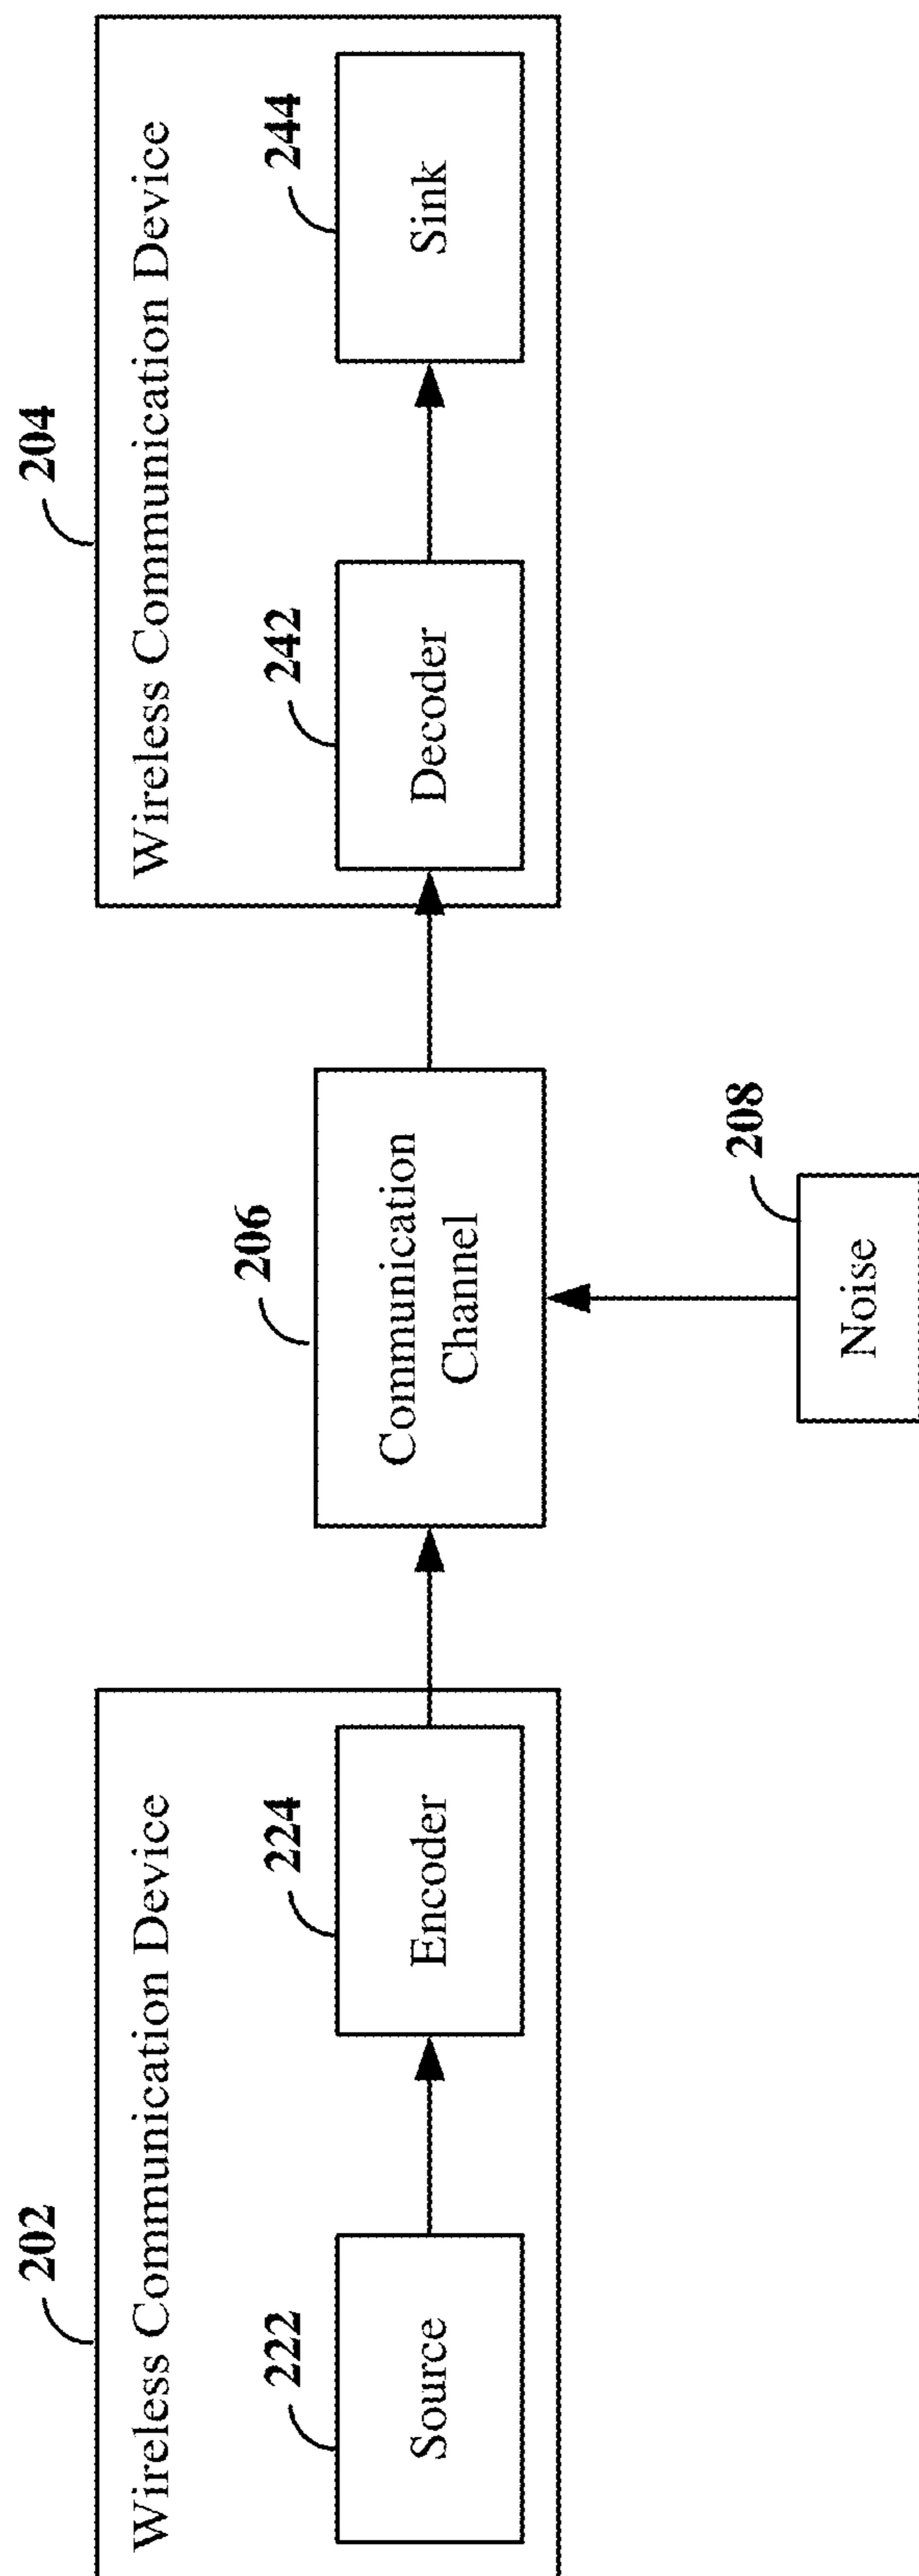 202
Wireless Communication Device
222
Source
224
Encoder
206
Communication
Channel
208
Noise
204
Wireless Communication Device
242
Decoder
244
Sink